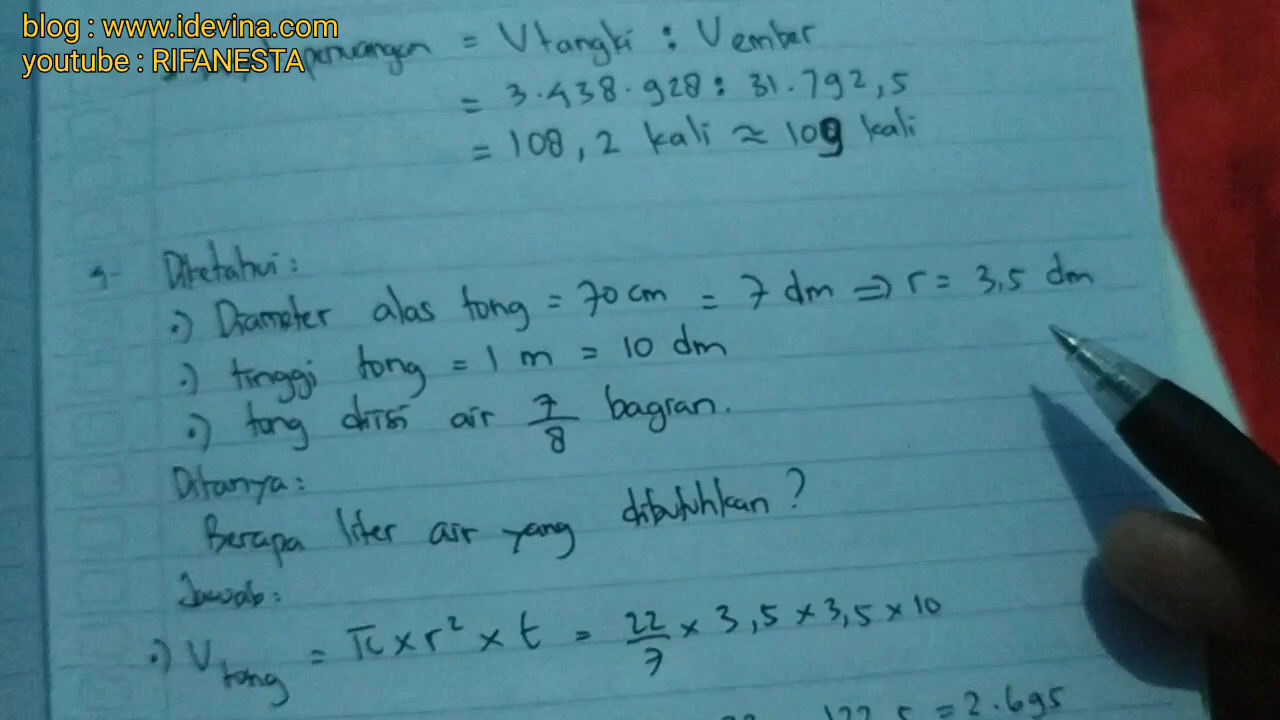 blog : www.idevina.com
youtube : RIFANESTA
penuangan = V tangki : V ember
= 3.438.928 : 31.792,5
= 108,2 kali ≈ 109 kali
Diketahui:
•) Diameter alas tong = 70 cm = 7 dm ⇒ r = 3,5 dm
•) tinggi tong = 1 m = 10 dm
•) tong diisi air 7/8 bagian.
Ditanya:
Berapa liter air yang dibutuhkan?
Jawab:
•) V tong = π × r² × t = 22/7 × 3,5 × 3,5 × 10
= 2.695